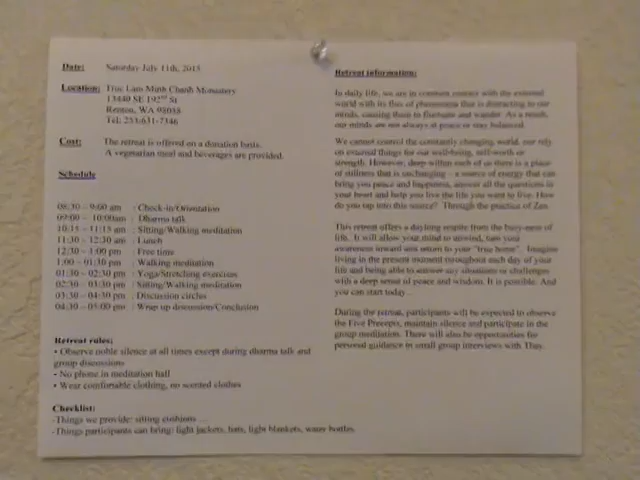 Date: Saturday July 11th, 2015
Location: Truc Lam Minh Chanh Monastery
13440 SE 192nd St
Renton, WA 98058
Tel: 253-631-7346
Cost: The retreat is offered on a donation basis.
A vegetarian meal and beverages are provided.
Schedule
08:30 – 9:00 am : Check-in/Orientation
09:00 – 10:00am : Dharma talk
10:15 – 11:15 am : Sitting/Walking meditation
11:30 – 12:30 am : Lunch
12:30 – 1:00 pm : Free time
1:00 – 01:30 pm : Walking meditation
01:30 – 02:30 pm : Yoga/Stretching exercises
02:30 – 03:30 pm : Sitting/Walking meditation
03:30 – 04:30 pm : Discussion circles
04:30 – 05:00 pm : Wrap up discussion/Conclusion
Retreat rules:
• Observe noble silence at all times except during dharma talk and
group discussions
• No phone in meditation hall
• Wear comfortable clothing, no scented clothes
Checklist:
-Things we provide: sitting cushions ...
-Things participants can bring: light jackets, hats, light blankets, water bottles
Retreat information:
In daily life, we are in constant contact with the external
world with its flux of phenomena that is distracting to our
minds, causing them to fluctuate and wander. As a result,
our minds are not always at peace or stay balanced.
We cannot control the constantly changing world, nor rely
on external things for our well-being, self-worth or
strength. However, deep within each of us there is a place
of stillness that is unchanging – a source of energy that can
bring you peace and happiness, answer all the questions in
your heart and help you live the life you want to live. How
do you tap into this source? Through the practice of Zen.
This retreat offers a daylong respite from the busy-ness of
life. It will allow your mind to unwind, turn your
awareness inward and return to your "true home". Imagine
living in the present moment throughout each day of your
life and being able to answer any situations or challenges
with a deep sense of peace and wisdom. It is possible. And
you can start today...
During the retreat, participants will be expected to observe
the Five Precepts, maintain silence and participate in the
group meditation. There will also be opportunities for
personal guidance in small group interviews with Thay.